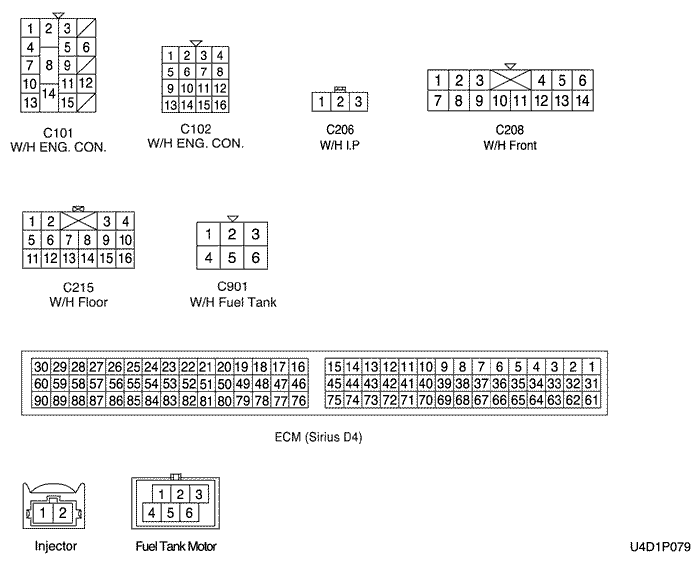 1 2 3
4 5 6
7 8 9
10 11 12
13 14 15
C101
W/H ENG. CON.
1 2 3 4
5 6 7 8
9 10 11 12
13 14 15 16
C102
W/H ENG. CON.
1 2 3
C206
W/H I.P
1 2 3 4 5 6
7 8 9 10 11 12 13 14
C208
W/H Front
1 2 3 4
5 6 7 8 9 10
11 12 13 14 15 16
C215
W/H Floor
1 2 3
4 5 6
C901
W/H Fuel Tank
30 29 28 27 26 25 24 23 22 21 20 19 18 17 16 15 14 13 12 11 10 9 8 7 6 5 4 3 2 1
60 59 58 57 56 55 54 53 52 51 50 49 48 47 46 45 44 43 42 41 40 39 38 37 36 35 34 33 32 31
90 89 88 87 86 85 84 83 82 81 80 79 78 77 76 75 74 73 72 71 70 69 68 67 66 65 64 63 62 61
ECM (Sirius D4)
1 2
Injector
1 2 3
4 5 6
Fuel Tank Motor
U4D1P079